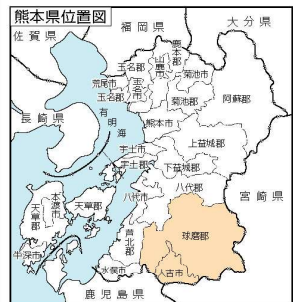 熊本県位置図
福岡県
大分県
佐賀県
鹿本郡
山鹿市
玉名郡
菊池市
荒尾市
玉名市
玉名郡
菊池郡
阿蘇郡
長崎県
有明海
熊本市
上益城郡
宇土市
宇土郡
下益城郡
八代市
八代郡
宮崎県
本渡市
天草郡
天草郡
芦北郡
球磨郡
牛深市
水俣市
人吉市
鹿児島県